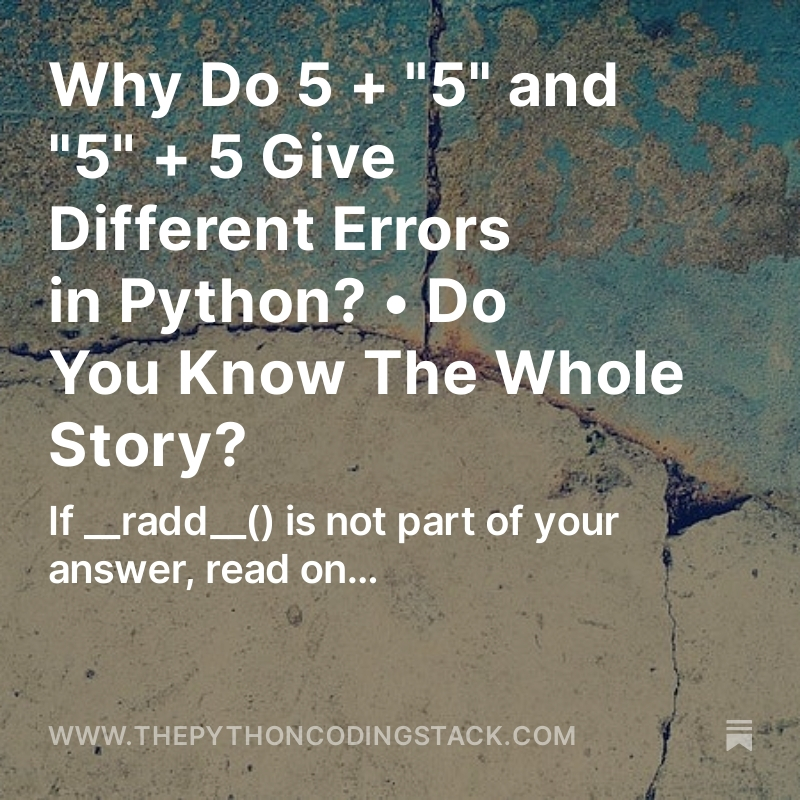 Why Do 5 + "5" and
"5" + 5 Give
Different Errors
in Python? • Do
You Know The Whole
Story?
If __radd__() is not part of your
answer, read on...
WWW.THEPYTHONCODINGSTACK.COM